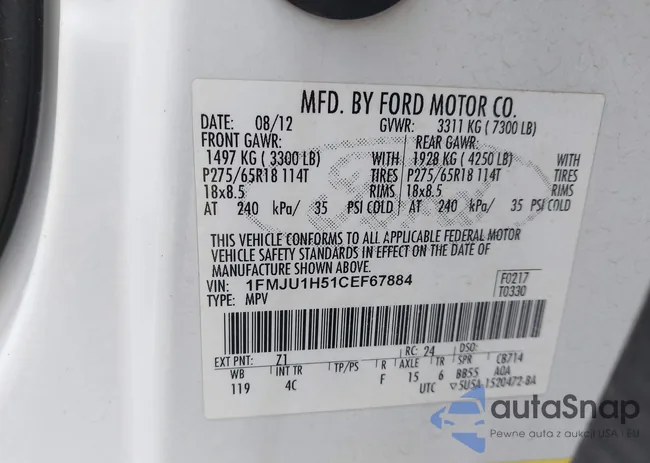 MFD. BY FORD MOTOR CO.
DATE: 08/12 GVWR: 3311 KG ( 7300 LB)
FRONT GAWR: REAR GAWR:
1497 KG ( 3300 LB) WITH 1928 KG ( 4250 LB) WITH
P275/65R18 114T TIRES P275/65R18 114T TIRES
18x8.5 RIMS 18x8.5 RIMS
AT 240 kPa/ 35 PSI COLD AT 240 kPa/ 35 PSI COLD
THIS VEHICLE CONFORMS TO ALL APPLICABLE FEDERAL MOTOR
VEHICLE SAFETY STANDARDS IN EFFECT ON THE DATE OF
MANUFACTURE SHOWN ABOVE.
VIN: 1FMJU1H51CEF67884 F0217
TYPE: MPV T0330
EXT PNT: Z1 RC: 24 DSO:
WB INT TR TP/PS R AXLE TR SPR CB714
119 4C F 15 6 BB55 AOA
UTC ▽5U5A-1520472-BA
autoSnap
Pewne auta z aukcji USA - EU